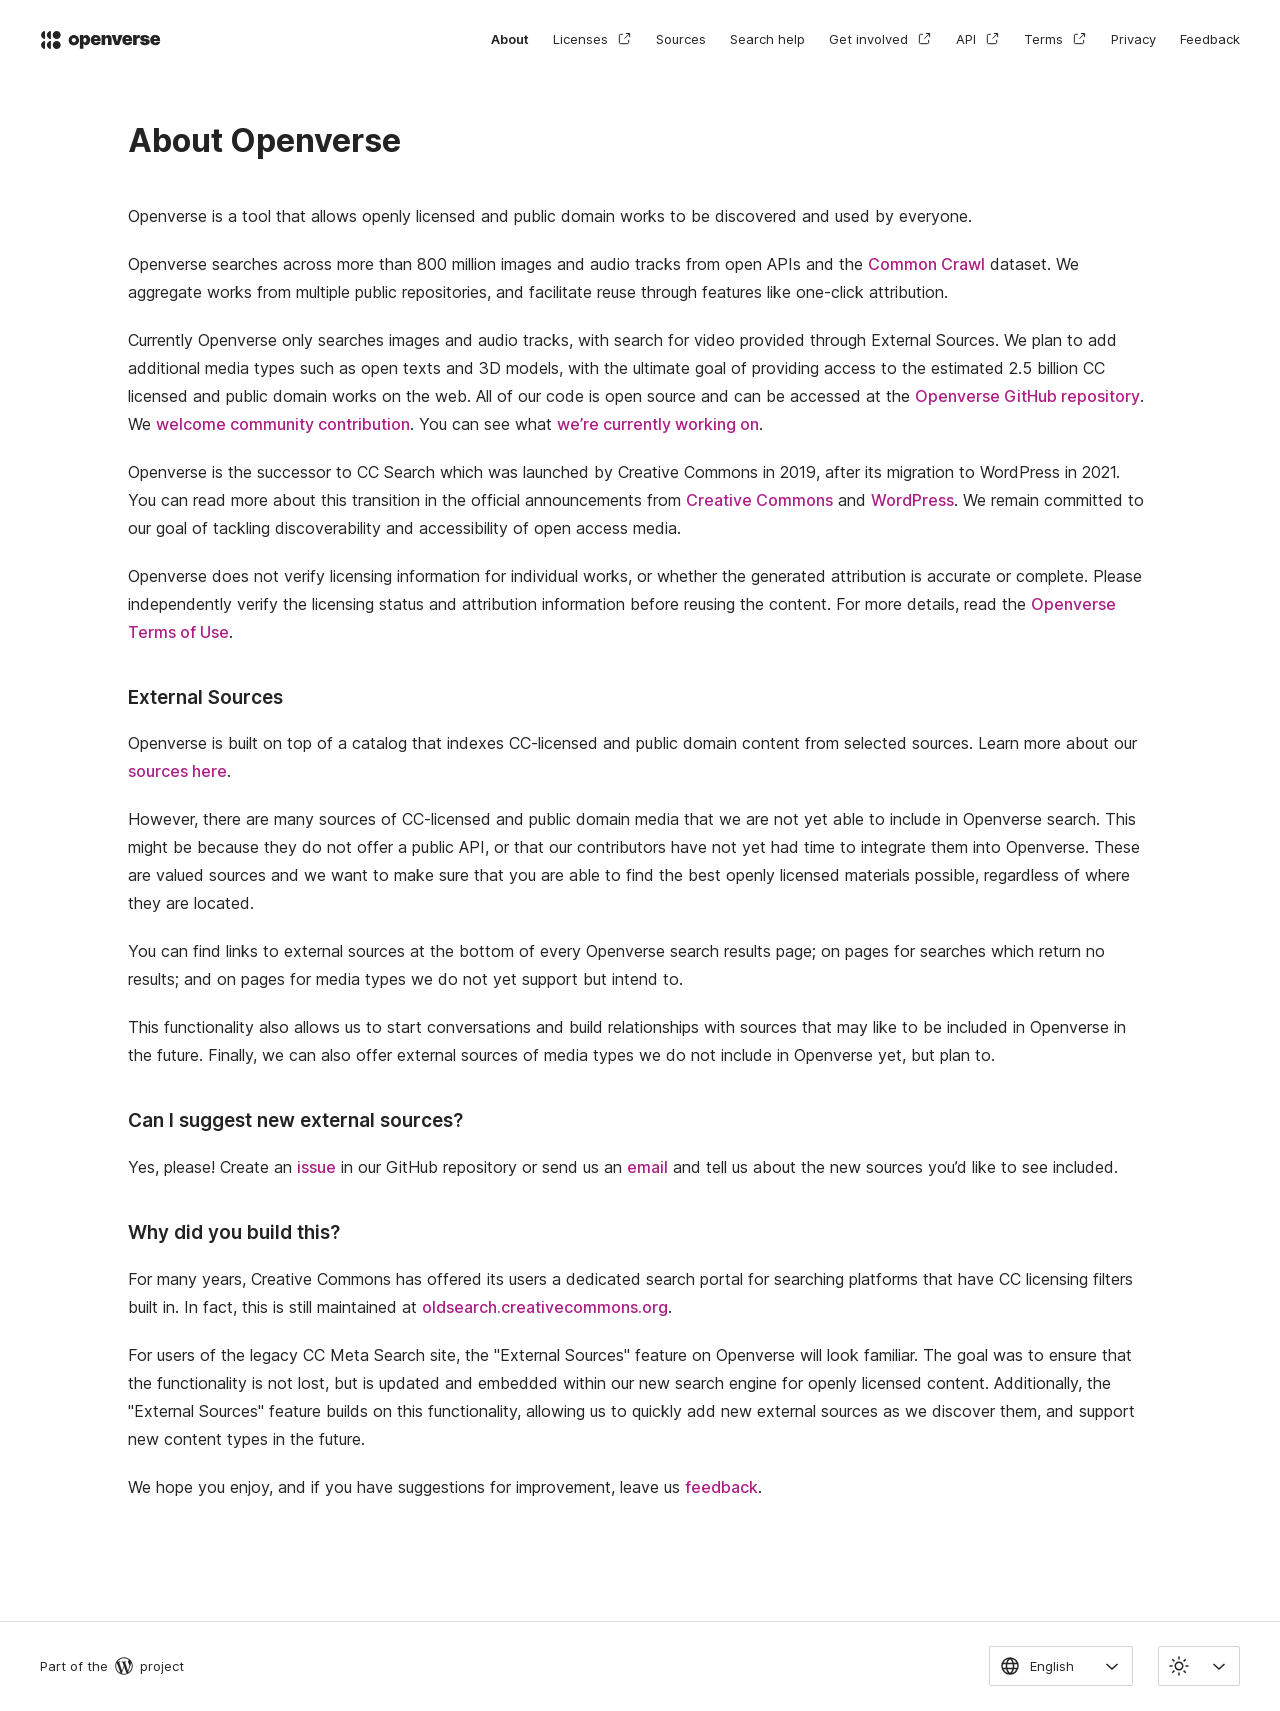 openverse
About Licenses Sources Search help Get involved API Terms Privacy Feedback
About Openverse
Openverse is a tool that allows openly licensed and public domain works to be discovered and used by everyone.
Openverse searches across more than 800 million images and audio tracks from open APIs and the Common Crawl dataset. We
aggregate works from multiple public repositories, and facilitate reuse through features like one-click attribution.
Currently Openverse only searches images and audio tracks, with search for video provided through External Sources. We plan to add
additional media types such as open texts and 3D models, with the ultimate goal of providing access to the estimated 2.5 billion CC
licensed and public domain works on the web. All of our code is open source and can be accessed at the Openverse GitHub repository.
We welcome community contribution. You can see what we’re currently working on.
Openverse is the successor to CC Search which was launched by Creative Commons in 2019, after its migration to WordPress in 2021.
You can read more about this transition in the official announcements from Creative Commons and WordPress. We remain committed to
our goal of tackling discoverability and accessibility of open access media.
Openverse does not verify licensing information for individual works, or whether the generated attribution is accurate or complete. Please
independently verify the licensing status and attribution information before reusing the content. For more details, read the Openverse
Terms of Use.
External Sources
Openverse is built on top of a catalog that indexes CC-licensed and public domain content from selected sources. Learn more about our
sources here.
However, there are many sources of CC-licensed and public domain media that we are not yet able to include in Openverse search. This
might be because they do not offer a public API, or that our contributors have not yet had time to integrate them into Openverse. These
are valued sources and we want to make sure that you are able to find the best openly licensed materials possible, regardless of where
they are located.
You can find links to external sources at the bottom of every Openverse search results page; on pages for searches which return no
results; and on pages for media types we do not yet support but intend to.
This functionality also allows us to start conversations and build relationships with sources that may like to be included in Openverse in
the future. Finally, we can also offer external sources of media types we do not include in Openverse yet, but plan to.
Can I suggest new external sources?
Yes, please! Create an issue in our GitHub repository or send us an email and tell us about the new sources you’d like to see included.
Why did you build this?
For many years, Creative Commons has offered its users a dedicated search portal for searching platforms that have CC licensing filters
built in. In fact, this is still maintained at oldsearch.creativecommons.org.
For users of the legacy CC Meta Search site, the "External Sources" feature on Openverse will look familiar. The goal was to ensure that
the functionality is not lost, but is updated and embedded within our new search engine for openly licensed content. Additionally, the
"External Sources" feature builds on this functionality, allowing us to quickly add new external sources as we discover them, and support
new content types in the future.
We hope you enjoy, and if you have suggestions for improvement, leave us feedback.
Part of the project English